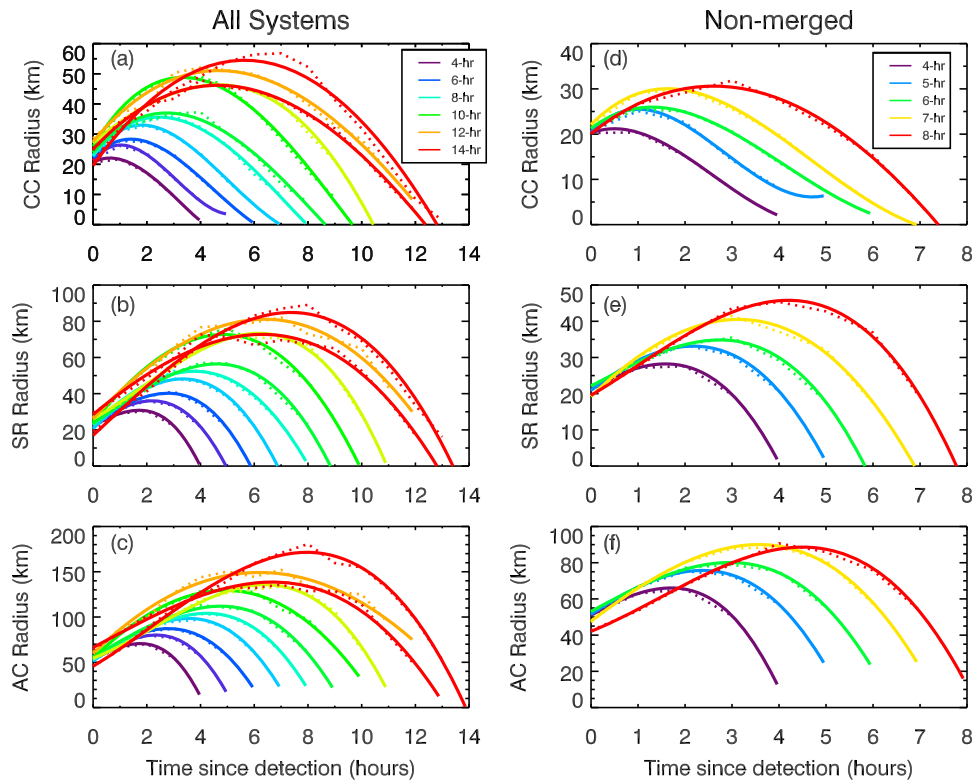 All Systems
Non-merged
(a)
CC Radius (km)
60
50
40
30
20
10
0
0 2 4 6 8 10 12 14
4-hr
6-hr
8-hr
10-hr
12-hr
14-hr
(d)
CC Radius (km)
40
30
20
10
0
0 1 2 3 4 5 6 7 8
4-hr
5-hr
6-hr
7-hr
8-hr
(b)
SR Radius (km)
100
80
60
40
20
0
0 2 4 6 8 10 12 14
(e)
SR Radius (km)
50
40
30
20
10
0
0 1 2 3 4 5 6 7 8
(c)
AC Radius (km)
200
150
100
50
0
0 2 4 6 8 10 12 14
Time since detection (hours)
(f)
AC Radius (km)
100
80
60
40
20
0
0 1 2 3 4 5 6 7 8
Time since detection (hours)